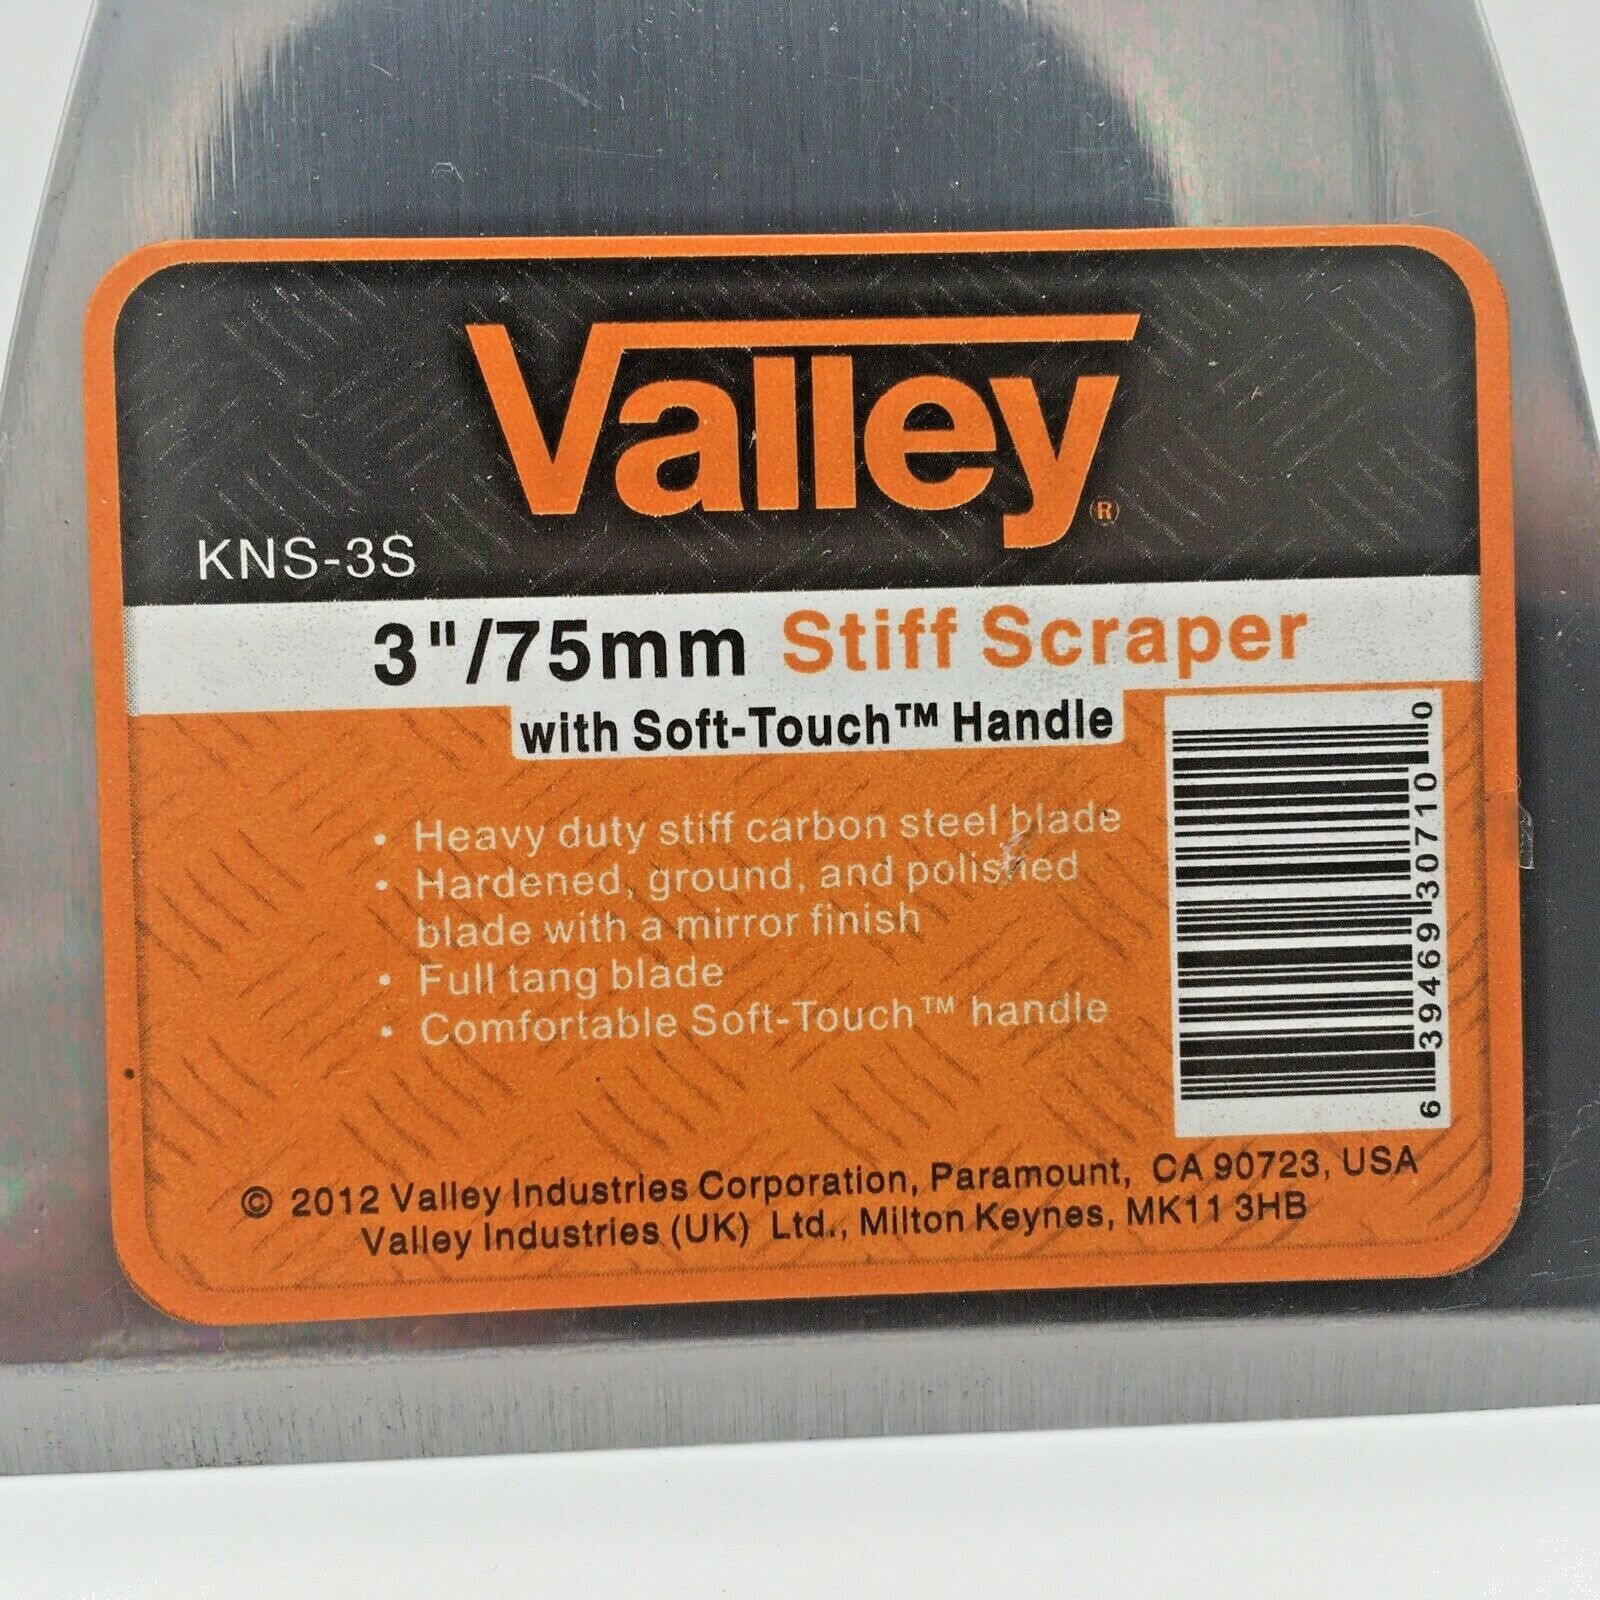 Valley®
KNS-3S
3"/75mm Stiff Scraper
with Soft-Touch™ Handle
• Heavy duty stiff carbon steel blade
• Hardened, ground, and polished
blade with a mirror finish
• Full tang blade
• Comfortable Soft-Touch™ handle
6 39469 30710 0
© 2012 Valley Industries Corporation, Paramount, CA 90723, USA
Valley Industries (UK) Ltd., Milton Keynes, MK11 3HB